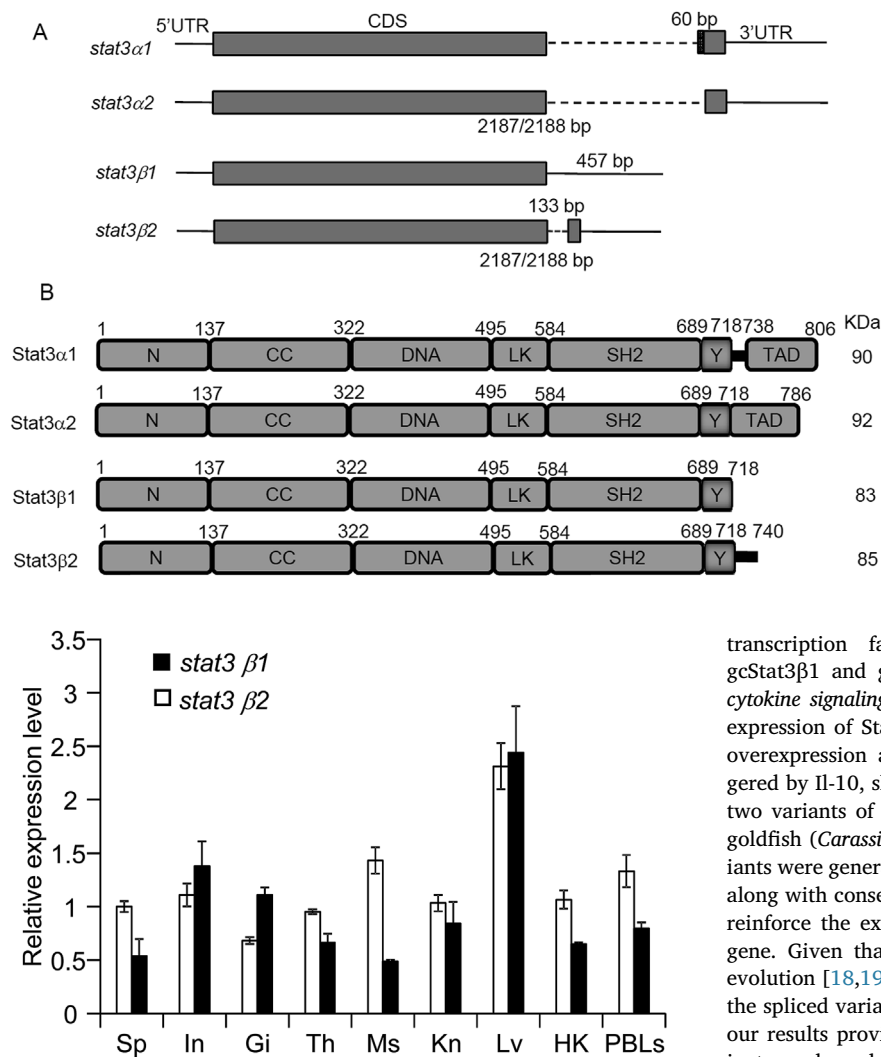 A
5'UTR CDS 60 bp 3'UTR
stat3α1
stat3α2
2187/2188 bp
stat3β1 457 bp
133 bp
stat3β2
2187/2188 bp
B
1 137 322 495 584 689 718 738 806 KDa
Stat3α1 N CC DNA LK SH2 Y TAD 90
1 137 322 495 584 689 718 786
Stat3α2 N CC DNA LK SH2 Y TAD 92
1 137 322 495 584 689 718
Stat3β1 N CC DNA LK SH2 Y 83
1 137 322 495 584 689 718 740
Stat3β2 N CC DNA LK SH2 Y 85
Relative expression level
3.5
3
2.5
2
1.5
1
0.5
0
stat3 β1
stat3 β2
Sp In Gi Th Ms Kn Lv HK PBLs
transcription fa
gcStat3β1 and g
cytokine signaling
expression of Sta
overexpression a
gered by Il-10, sl
two variants of
goldfish (Carassi
iants were gener
along with conse
reinforce the ex
gene. Given tha
evolution [18,19
the spliced varia
our results provi